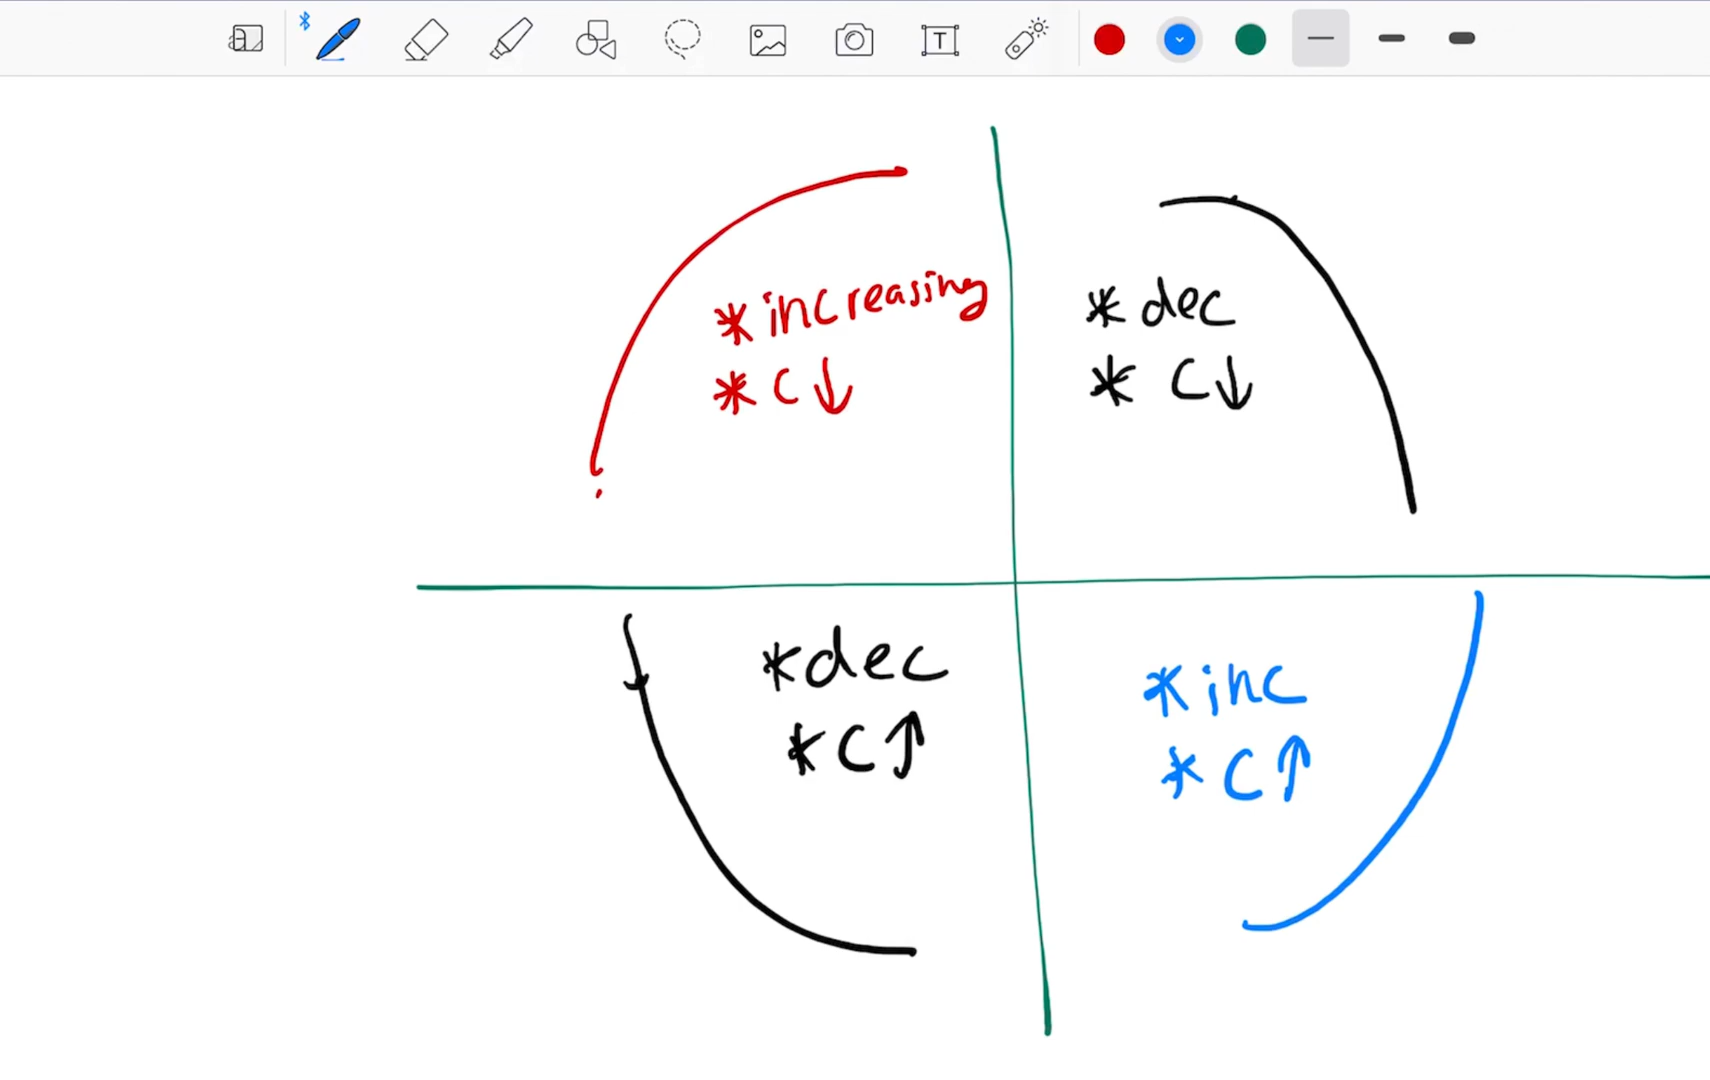 T
* increasing
* C↓
* dec
* C↓
* dec
* C↑
* inc
* C↑